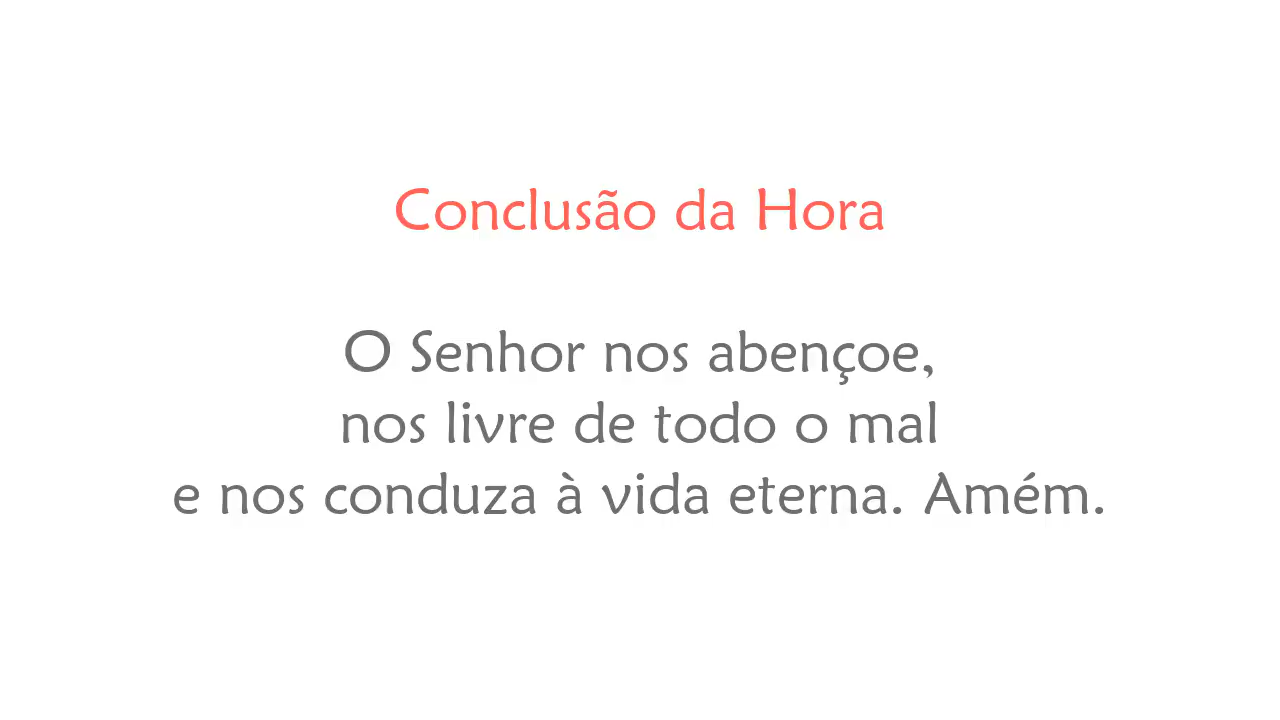 Conclusão da Hora
O Senhor nos abençoe,
nos livre de todo o mal
e nos conduza à vida eterna. Amém.